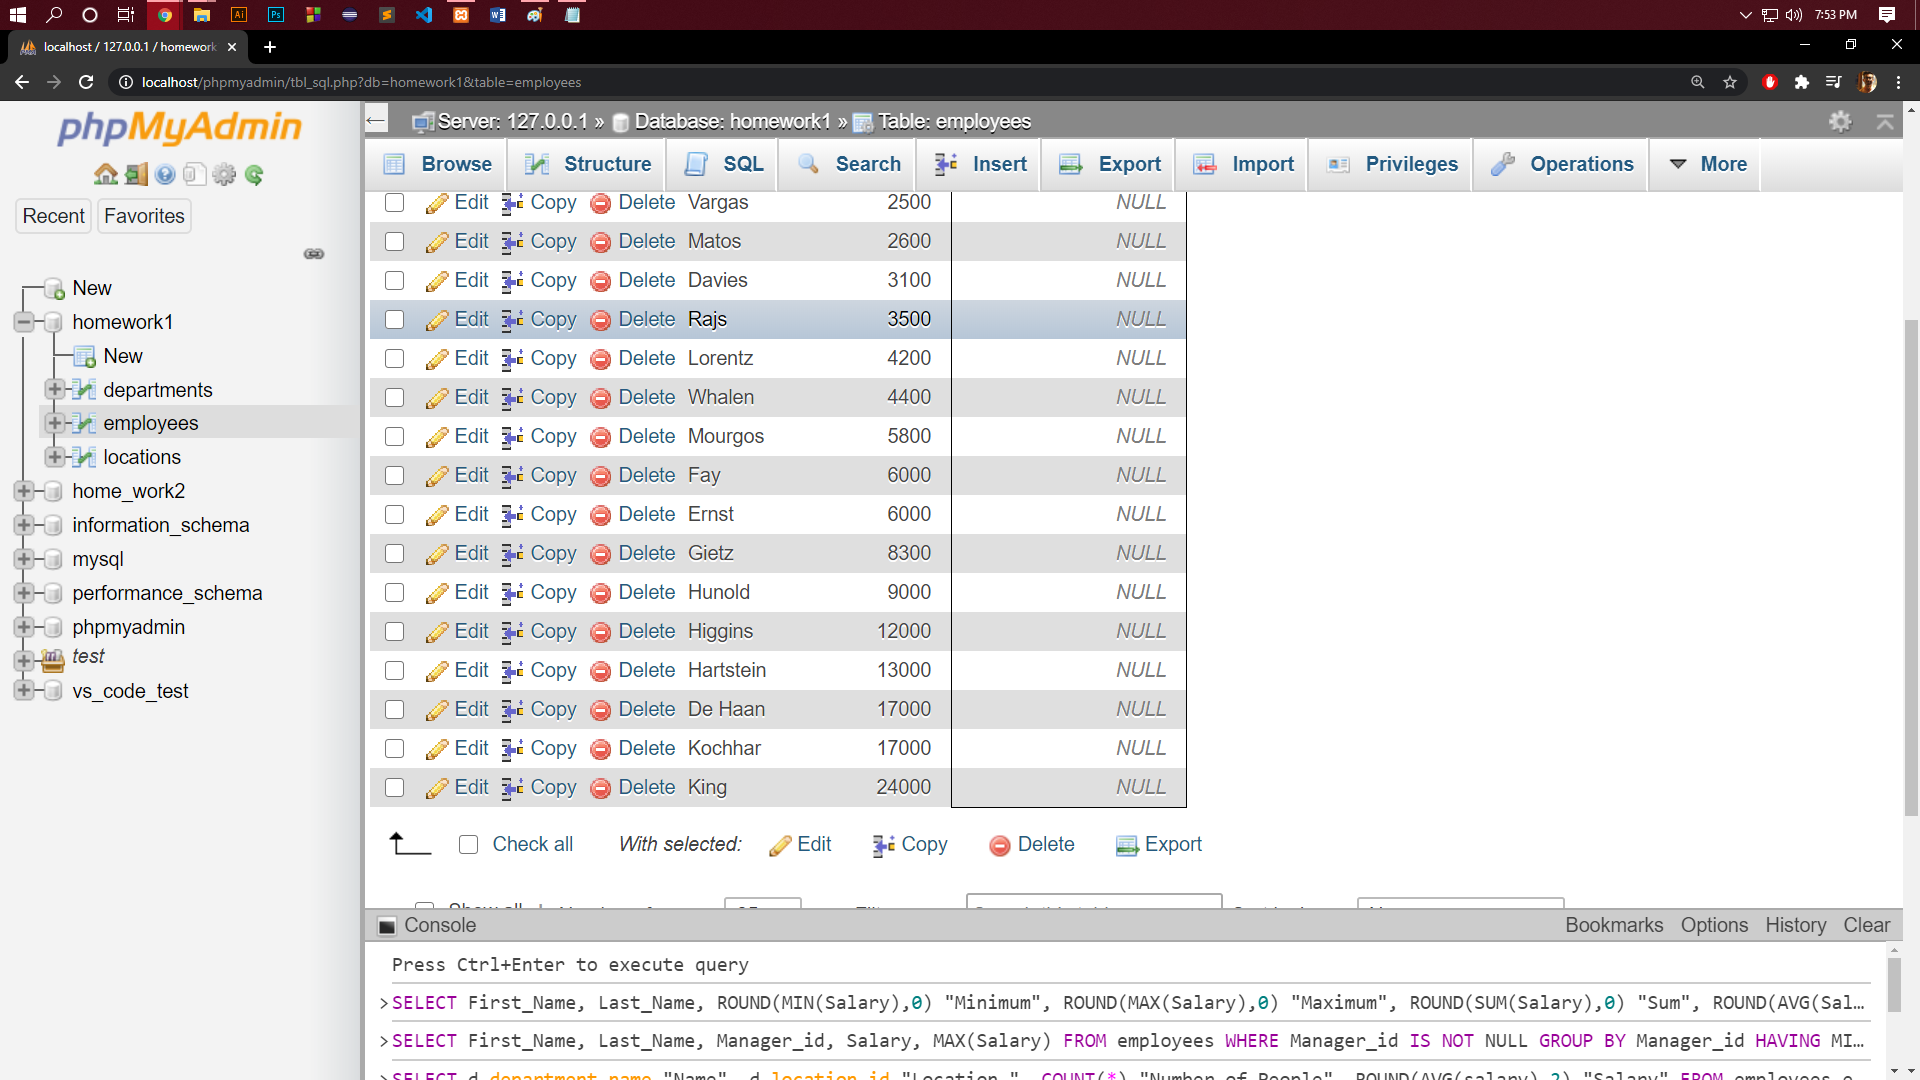 7:53 PM
localhost / 127.0.0.1 / homework
localhost/phpmyadmin/tbl_sql.php?db=homework1&table=employees
phpMyAdmin
Recent Favorites
New
homework1
New
departments
employees
locations
home_work2
information_schema
mysql
performance_schema
phpmyadmin
test
vs_code_test
Server: 127.0.0.1 » Database: homework1 » Table: employees
Browse Structure SQL Search Insert Export Import Privileges Operations More
Edit Copy Delete Vargas 2500 NULL
Edit Copy Delete Matos 2600 NULL
Edit Copy Delete Davies 3100 NULL
Edit Copy Delete Rajs 3500 NULL
Edit Copy Delete Lorentz 4200 NULL
Edit Copy Delete Whalen 4400 NULL
Edit Copy Delete Mourgos 5800 NULL
Edit Copy Delete Fay 6000 NULL
Edit Copy Delete Ernst 6000 NULL
Edit Copy Delete Gietz 8300 NULL
Edit Copy Delete Hunold 9000 NULL
Edit Copy Delete Higgins 12000 NULL
Edit Copy Delete Hartstein 13000 NULL
Edit Copy Delete De Haan 17000 NULL
Edit Copy Delete Kochhar 17000 NULL
Edit Copy Delete King 24000 NULL
Check all With selected: Edit Copy Delete Export
Console Bookmarks Options History Clear
Press Ctrl+Enter to execute query
>SELECT First_Name, Last_Name, ROUND(MIN(Salary),0) "Minimum", ROUND(MAX(Salary),0) "Maximum", ROUND(SUM(Salary),0) "Sum", ROUND(AVG(Sal…
>SELECT First_Name, Last_Name, Manager_id, Salary, MAX(Salary) FROM employees WHERE Manager_id IS NOT NULL GROUP BY Manager_id HAVING MI…
>SELECT d.department_name "Name", d.location_id "Location ", COUNT(*) "Number of People", ROUND(AVG(salary),2) "Salary" FROM employees e…